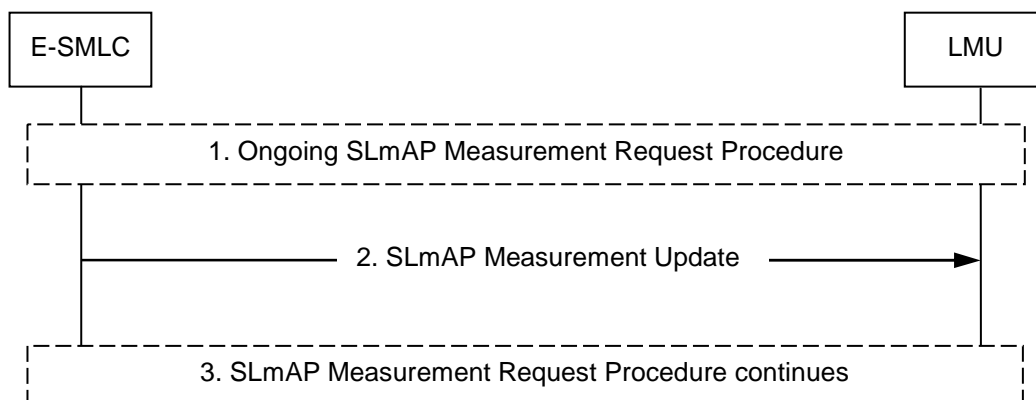 E-SMLC
LMU
1. Ongoing SLmAP Measurement Request Procedure
2. SLmAP Measurement Update
3. SLmAP Measurement Request Procedure continues